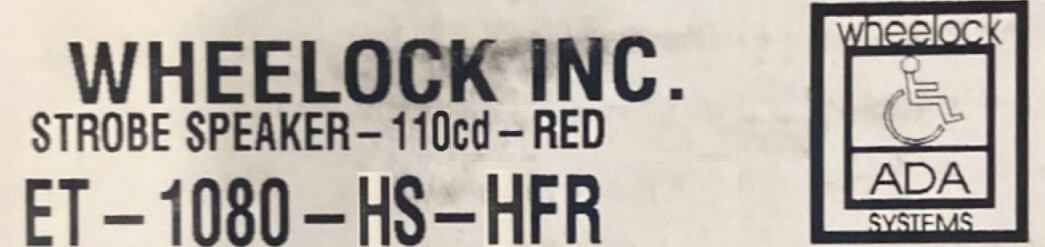 WHEELOCK INC.
STROBE SPEAKER – 110cd – RED
ET – 1080 – HS – HFR
wheelock
ADA
SYSTEMS